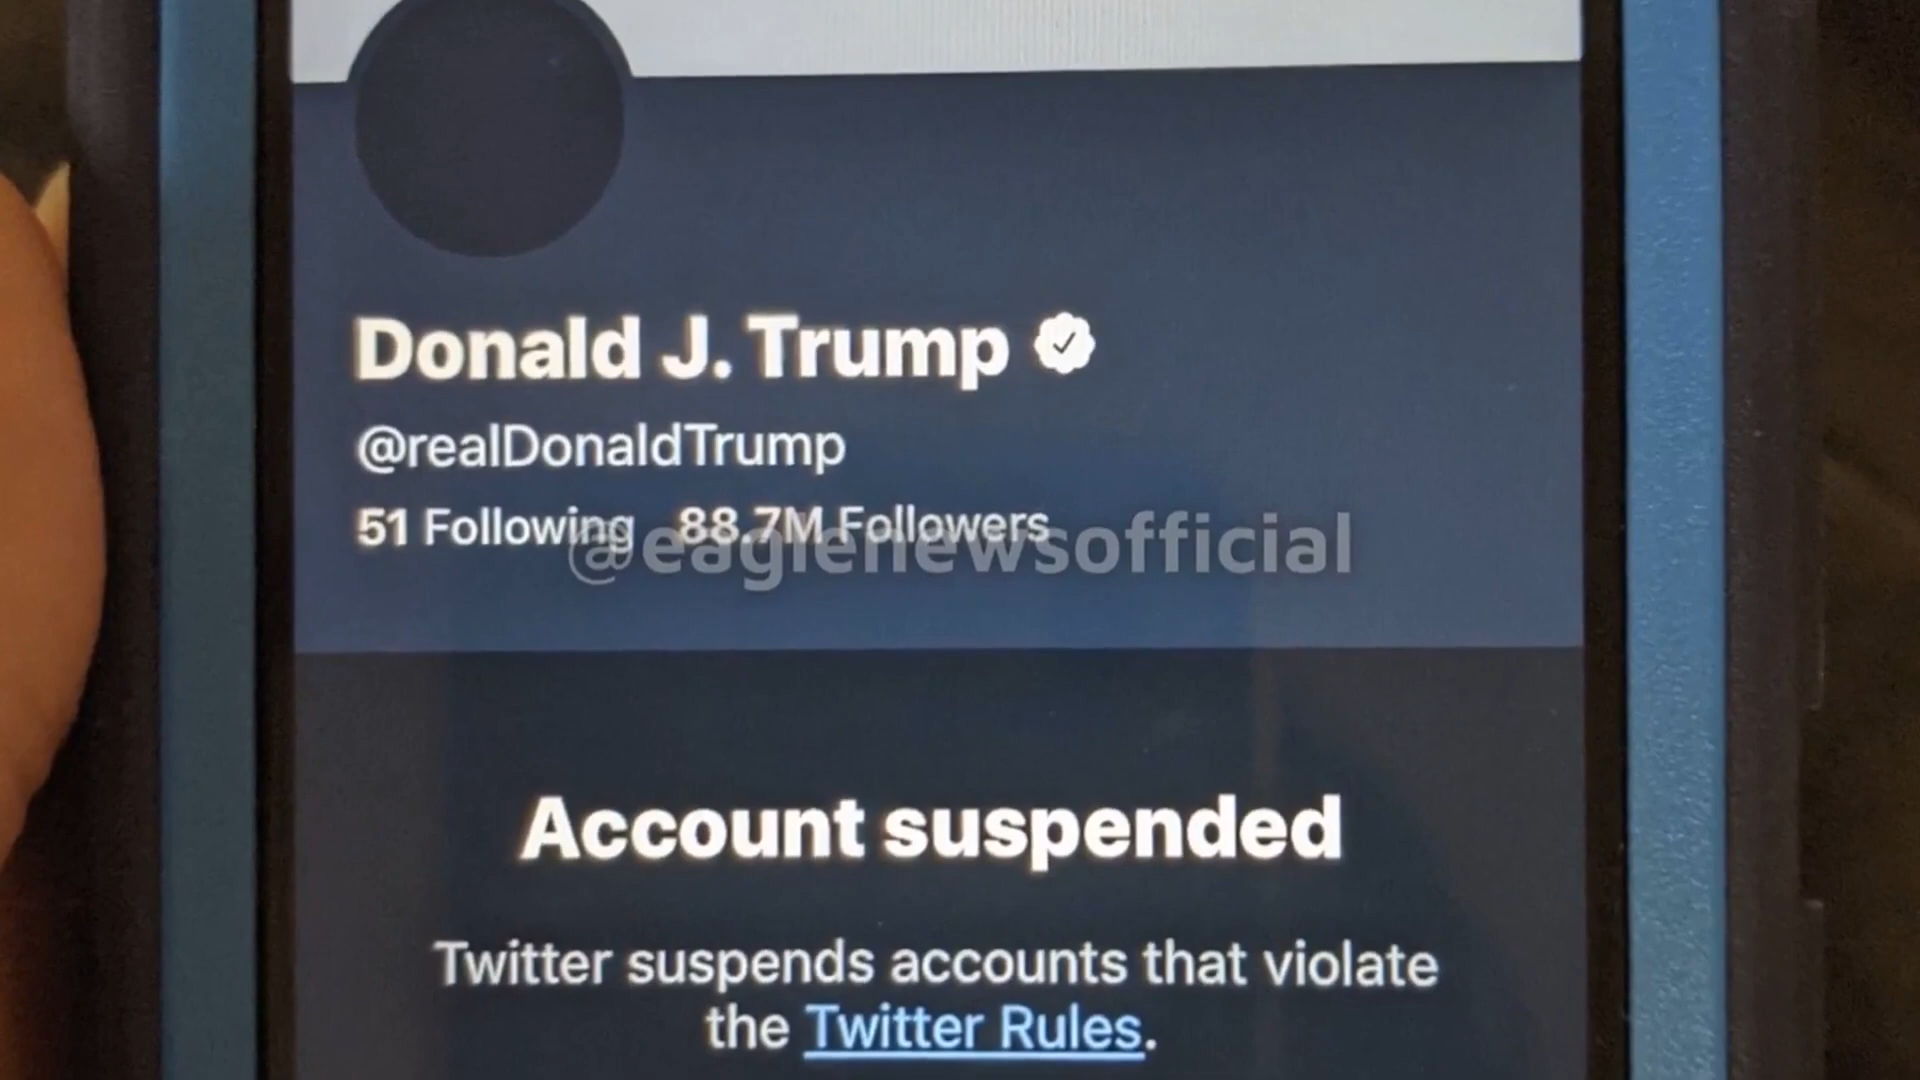 Donald J. Trump
@realDonaldTrump
51 Following 88.7M Followers
@eaglenewsofficial
Account suspended
Twitter suspends accounts that violate
the Twitter Rules.